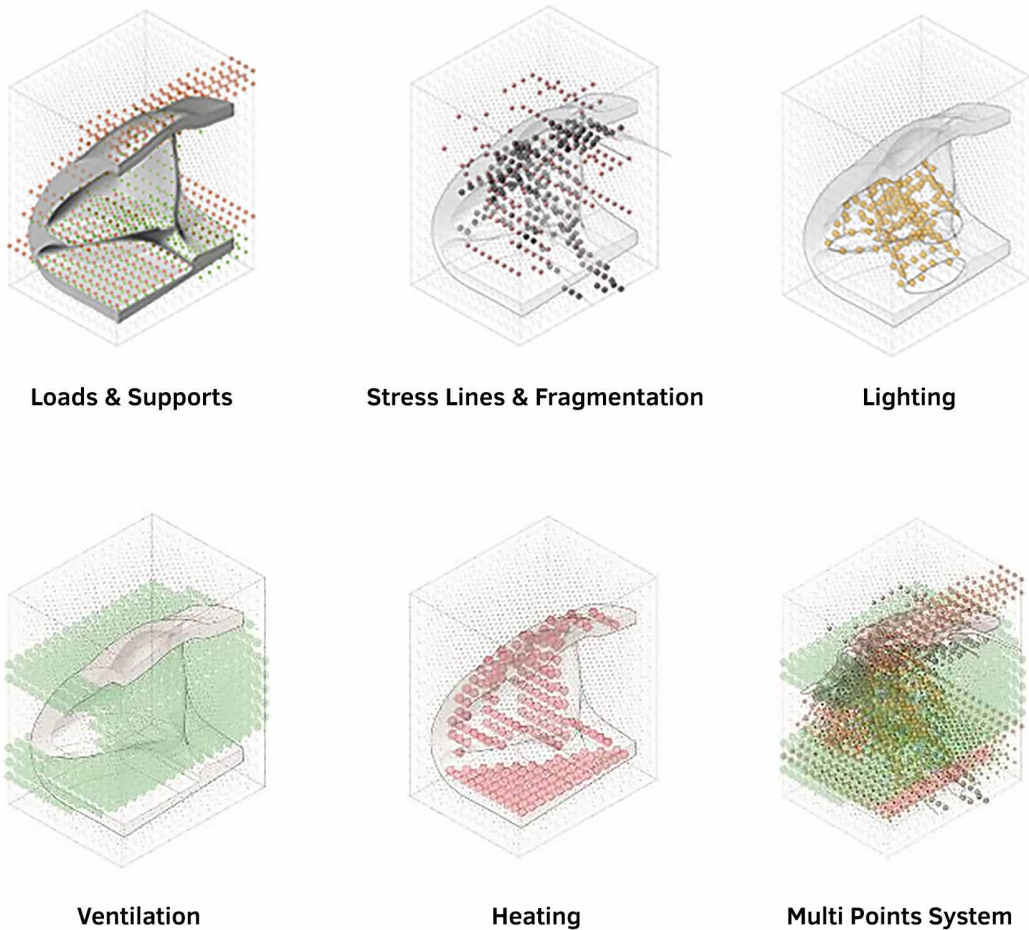 Loads & Supports
Stress Lines & Fragmentation
Lighting
Ventilation
Heating
Multi Points System